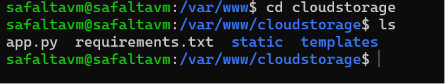 safaltavm@safaltavm:/var/www$ cd cloudstorage
safaltavm@safaltavm:/var/www/cloudstorage$ ls
app.py requirements.txt static templates
safaltavm@safaltavm:/var/www/cloudstorage$